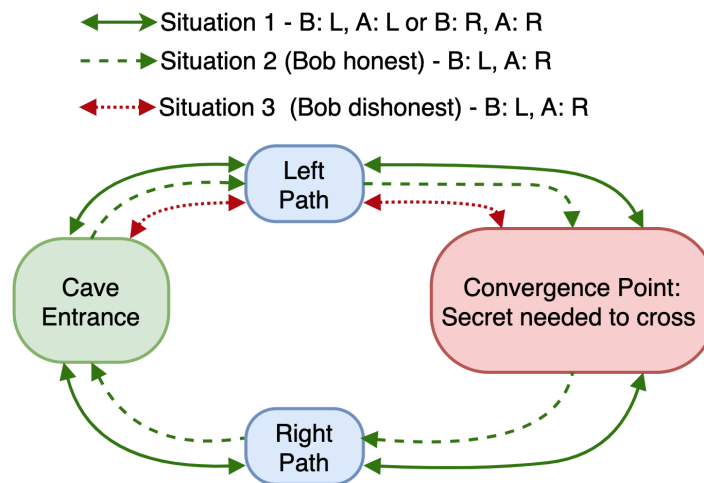 Situation 1 - B: L, A: L or B: R, A: R
Situation 2 (Bob honest) - B: L, A: R
Situation 3  (Bob dishonest) - B: L, A: R
Left
Path
Cave
Entrance
Convergence Point:
Secret needed to cross
Right
Path